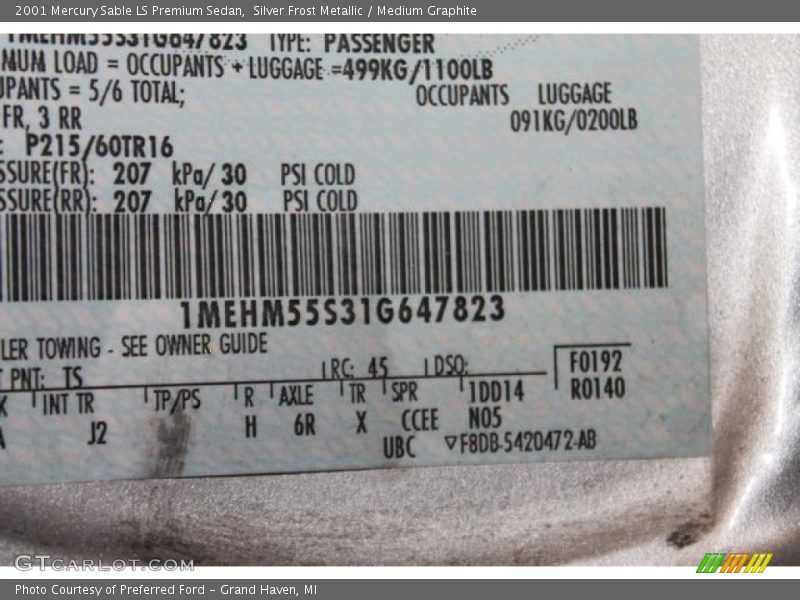 2001 Mercury Sable LS Premium Sedan, Silver Frost Metallic / Medium Graphite
1MEHM55S31G647823 TYPE: PASSENGER
MUM LOAD = OCCUPANTS + LUGGAGE =499KG/1100LB
UPANTS = 5/6 TOTAL; OCCUPANTS LUGGAGE
FR, 3 RR 091KG/0200LB
: P215/60TR16
SSURE(FR): 207 kPa/ 30 PSI COLD
SSURE(RR): 207 kPa/ 30 PSI COLD
1MEHM55S31G647823
LER TOWING - SEE OWNER GUIDE
T PNT: TS RC: 45 DSO: F0192
K INT TR TP/PS R AXLE TR SPR 1DD14 R0140
A J2 H 6R X CCEE N05
UBC ▽F8DB-5420472-AB
GTCARLOT.COM
Photo Courtesy of Preferred Ford – Grand Haven, MI